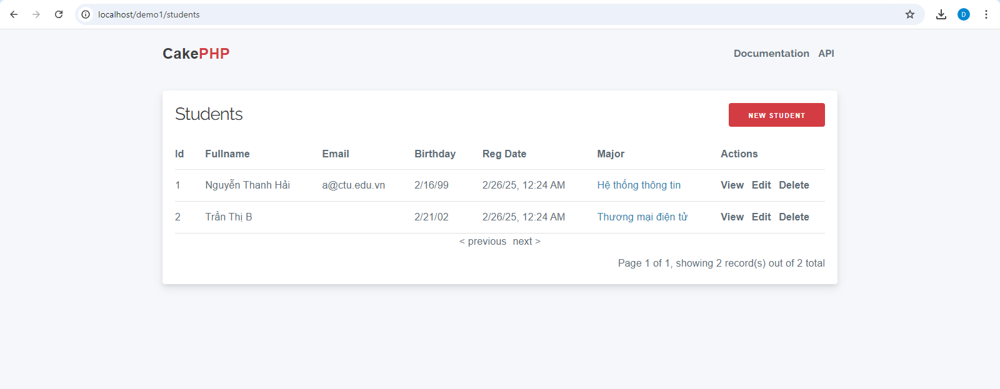 localhost/demo1/students
D
CakePHP
Documentation API
Students
NEW STUDENT
Id Fullname Email Birthday Reg Date Major Actions
1 Nguyễn Thanh Hải a@ctu.edu.vn 2/16/99 2/26/25, 12:24 AM Hệ thống thông tin View Edit Delete
2 Trần Thị B 2/21/02 2/26/25, 12:24 AM Thương mại điện tử View Edit Delete
< previous next >
Page 1 of 1, showing 2 record(s) out of 2 total